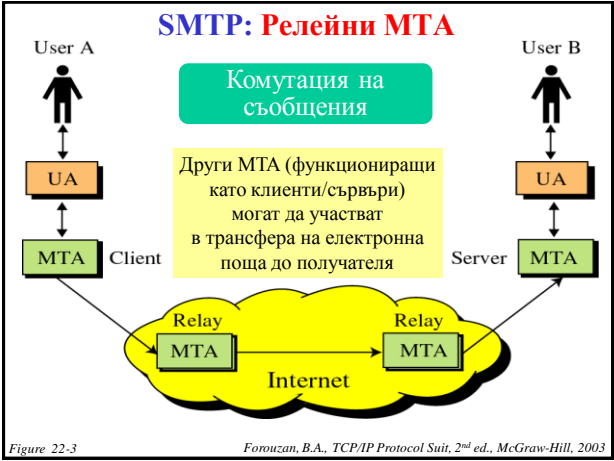 SMTP: Релейни МТА
User A
User B
Комутация на
съобщения
Други МТА (функциониращи
като клиенти/сървъри)
могат да участват
в трансфера на електронна
поща до получателя
UA
UA
MTA
Client
Server
MTA
Relay
Relay
MTA
MTA
Internet
Figure 22-3
Forouzan, B.A., TCP/IP Protocol Suit, 2nd ed., McGraw-Hill, 2003